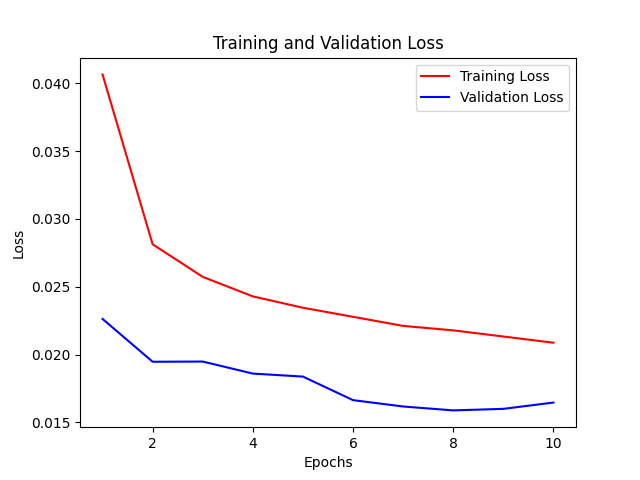 Training and Validation Loss
Training Loss
Validation Loss
0.040
0.035
0.030
0.025
0.020
0.015
Loss
2
4
6
8
10
Epochs